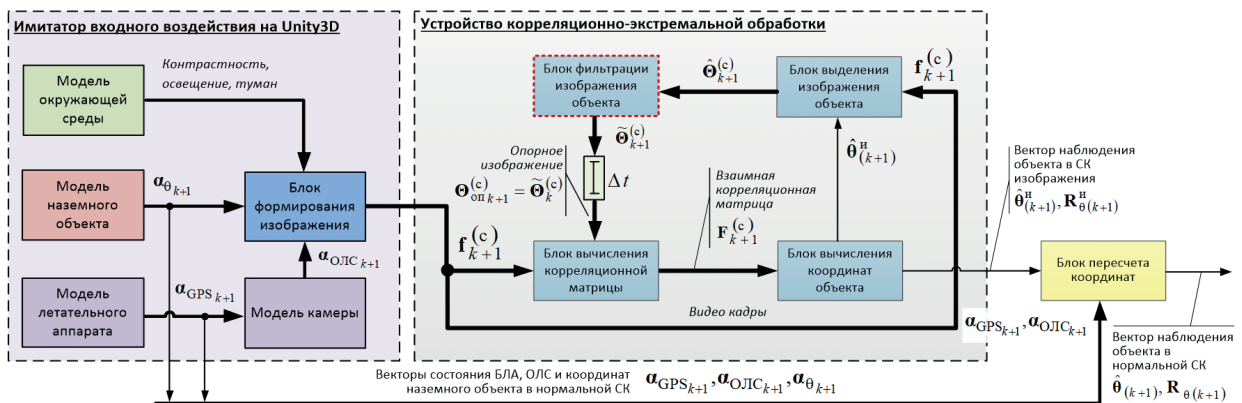 Имитатор входного воздействия на Unity3D
Модель
окружающей
среды
Контрастность,
освещение, туман
Модель
наземного
объекта
α_θ k+1
Блок
формирования
изображения
α_ОЛС k+1
Модель
летательного
аппарата
α_GPS k+1
Модель камеры
Устройство корреляционно-экстремальной обработки
Блок фильтрации
изображения
объекта
Θ̂^(с)_k+1
Блок выделения
изображения
объекта
f^(с)_k+1
Θ̃^(с)_k+1
Опорное
изображение
Θ^(с)_оп k+1 = Θ̃^(с)_k
Δt
θ̂^и_(k+1)
Взаимная
корреляционная
матрица
F^(с)_k+1
f^(с)_k+1
Блок вычисления
корреляционной
матрицы
Блок вычисления
координат
объекта
Видео кадры
Вектор наблюдения
объекта в СК
изображения
θ̂^и_(k+1), R^и_θ(k+1)
Блок пересчета
координат
α_GPS k+1, α_ОЛС k+1
Вектор наблюдения
объекта в
нормальной СК
θ̂_(k+1), R_θ(k+1)
Векторы состояния БЛА, ОЛС и координат
наземного объекта в нормальной СК
α_GPS k+1, α_ОЛС k+1, α_θ k+1